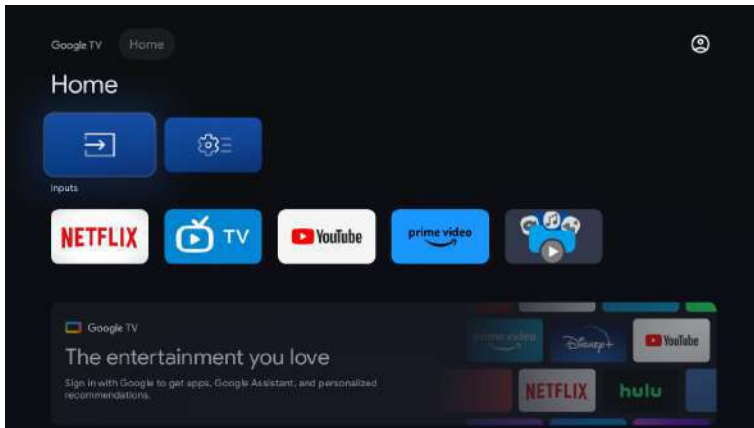 Google TV Home
Home
Inputs
NETFLIX
TV
YouTube
prime video
Google TV
The entertainment you love
Sign in with Google to get apps, Google Assistant, and personalized
recommendations.
prime video
Disney+
YouTube
NETFLIX
hulu